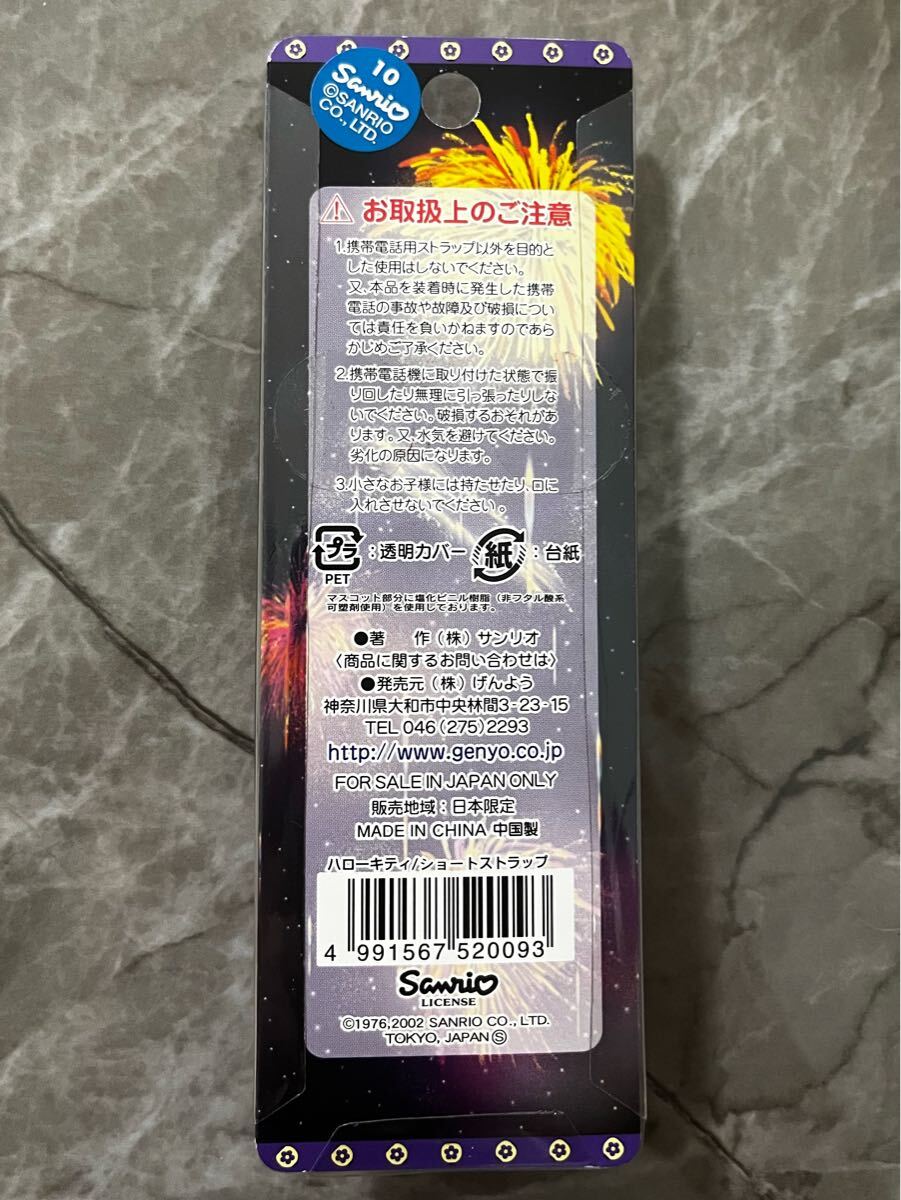 10
Sanrio
©SANRIO
CO., LTD.
お取扱上のご注意
1.携帯電話用ストラップ以外を目的と
した使用はしないでください。
又、本品を装着時に発生した携帯
電話の事故や故障及び破損につい
ては責任を負いかねますのであら
かじめご了承ください。
2.携帯電話機に取り付けた状態で振
り回したり無理に引っ張ったりしな
いでください。破損するおそれがあ
ります。又、水気を避けてください。
劣化の原因になります。
3.小さなお子様には持たせたり、口に
入れさせないでください。
プラ:透明カバー 紙:台紙
PET
マスコット部分に塩化ビニル樹脂(非フタル酸系
可塑剤使用)を使用しております。
●著 作(株)サンリオ
〈商品に関するお問い合わせは〉
●発売元(株)げんよう
神奈川県大和市中央林間3-23-15
TEL 046(275)2293
http://www.genyo.co.jp
FOR SALE IN JAPAN ONLY
販売地域:日本限定
MADE IN CHINA 中国製
ハローキティ/ショートストラップ
4 991567 520093
Sanrio
LICENSE
©1976,2002 SANRIO CO., LTD.
TOKYO, JAPAN Ⓢ